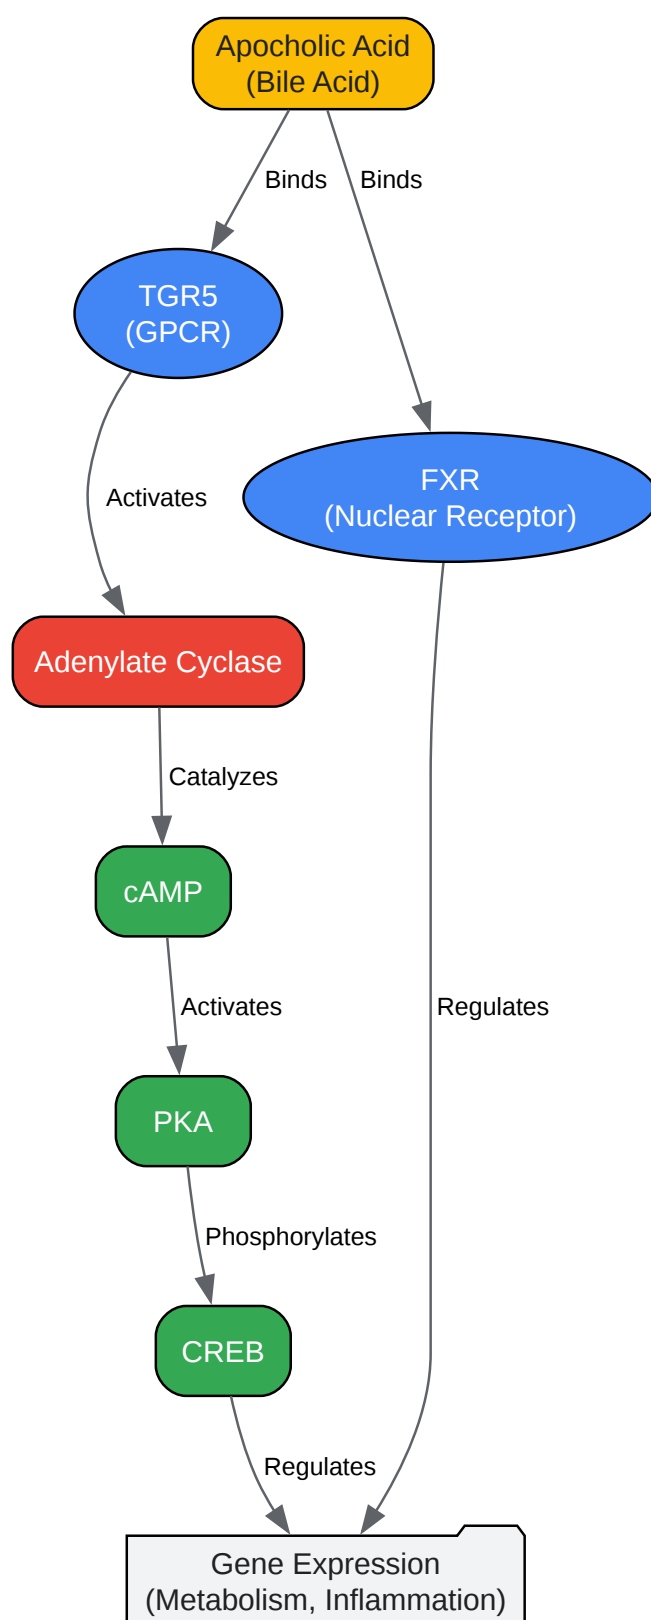 Apocholic Acid
(Bile Acid)
Binds
Binds
TGR5
(GPCR)
FXR
(Nuclear Receptor)
Activates
Adenylate Cyclase
Catalyzes
cAMP
Activates
Regulates
PKA
Phosphorylates
CREB
Regulates
Gene Expression
(Metabolism, Inflammation)